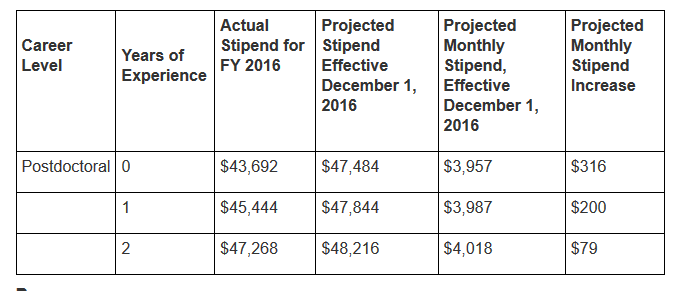 Career Level
Years of Experience
Actual Stipend for FY 2016
Projected Stipend Effective December 1, 2016
Projected Monthly Stipend, Effective December 1, 2016
Projected Monthly Stipend Increase
Postdoctoral 0 $43,692 $47,484 $3,957 $316
1 $45,444 $47,844 $3,987 $200
2 $47,268 $48,216 $4,018 $79